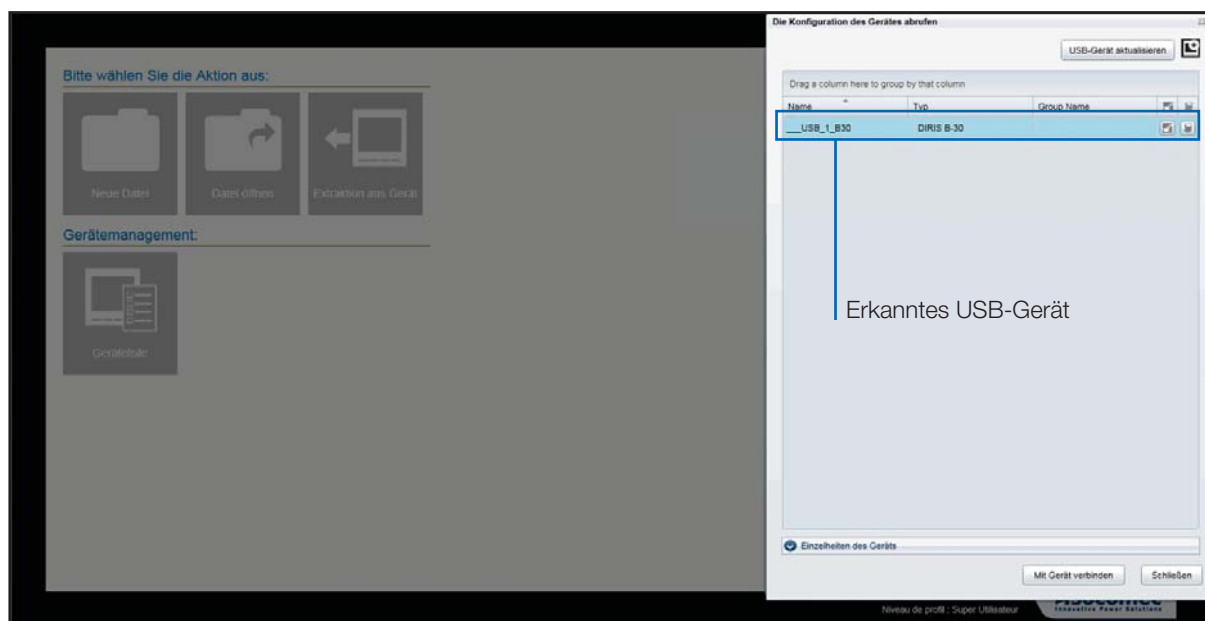 Die Konfiguration des Gerätes abrufen
USB-Gerät aktualisieren
Bitte wählen Sie die Aktion aus:
Drag a column here to group by that column
Name Typ Group Name
___USB_1_B30 DIRIS B-30
Neue Datei Datei öffnen Extraktion aus Gerät
Gerätemanagement:
Erkanntes USB-Gerät
Geräteliste
Einzelheiten des Geräts
Mit Gerät verbinden Schließen
Niveau de profil : Super Utilisateur
socomec
Innovative Power Solutions